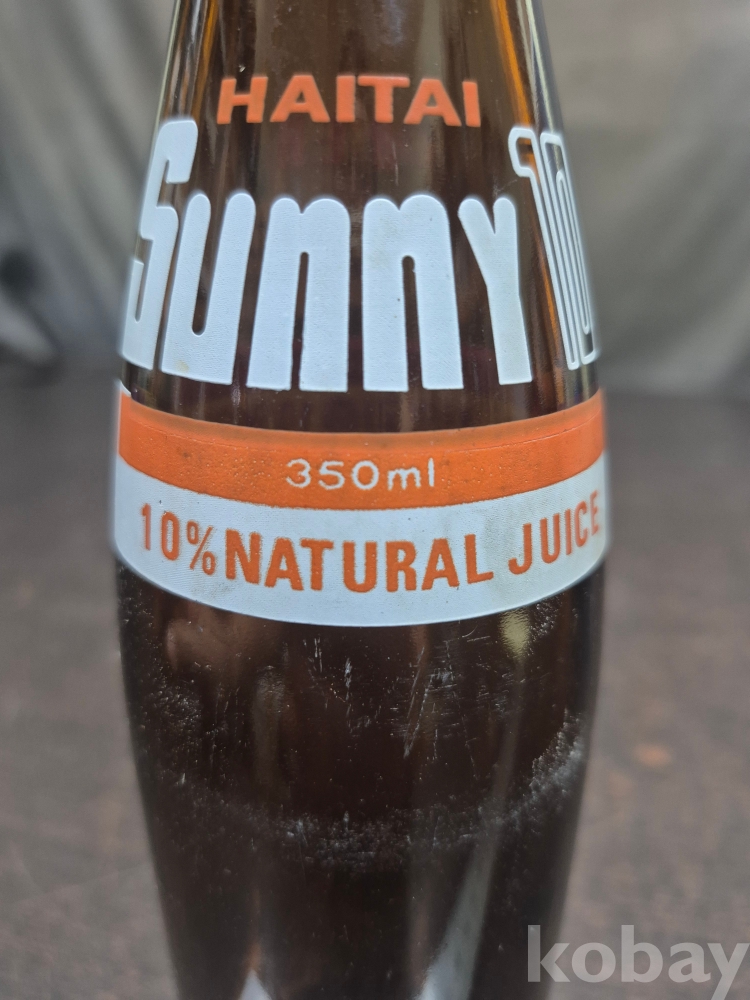 HAITAI
Sunny 10
350ml
10% NATURAL JUICE
kobay